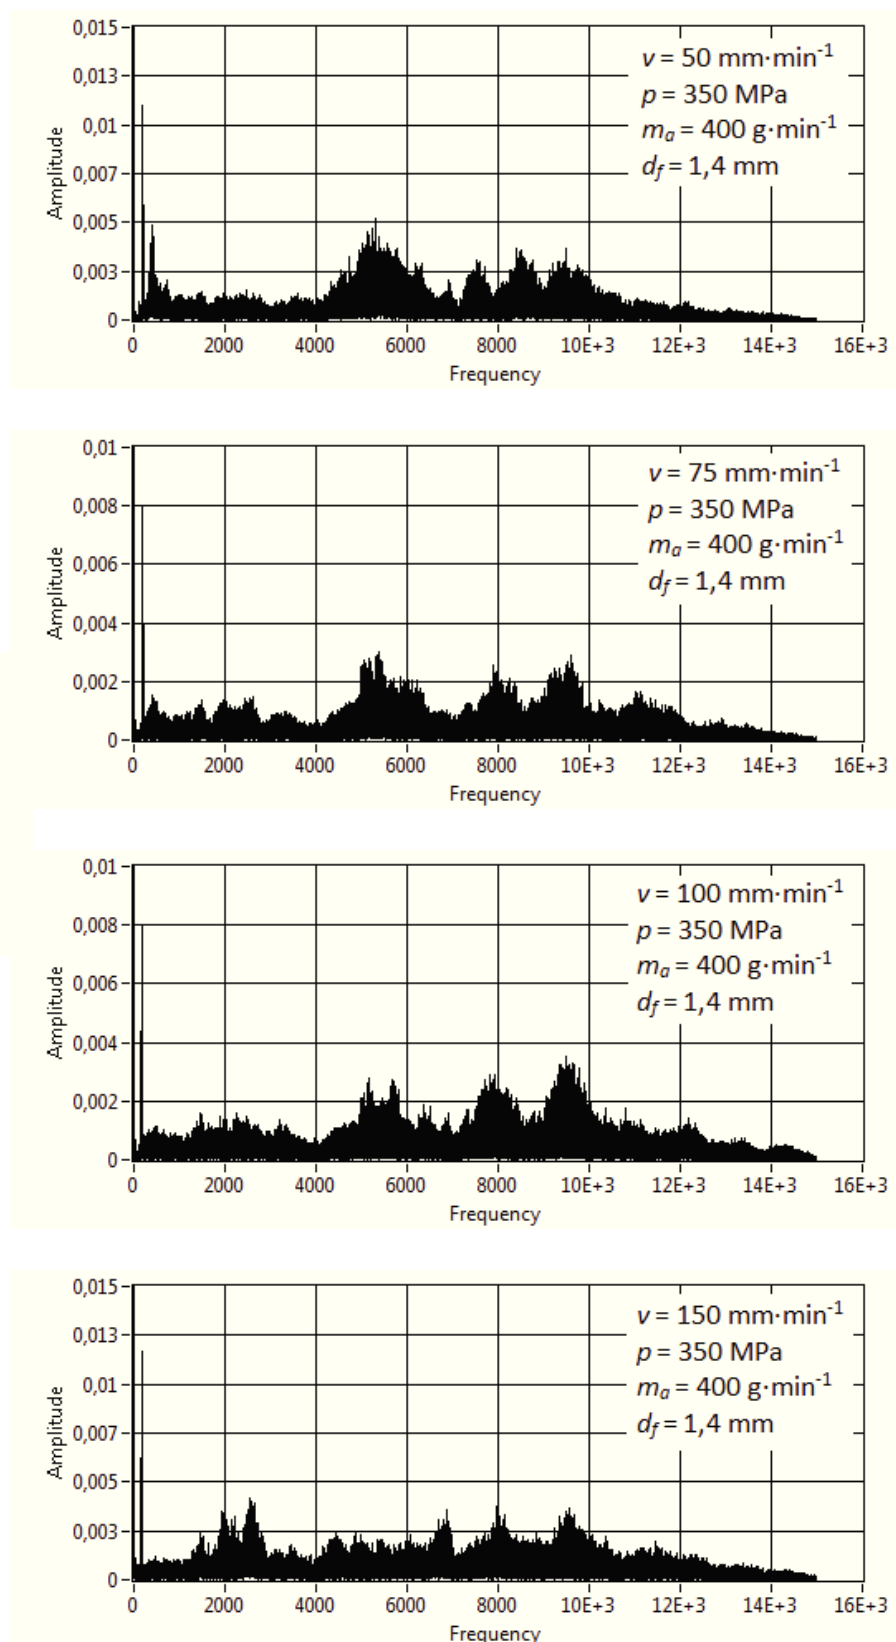 0,015
v = 50 mm·min⁻¹
0,013
p = 350 MPa
0,01
mₐ = 400 g·min⁻¹
0,007
d_f = 1,4 mm
0,005
0,003
0
Amplitude
0 2000 4000 6000 8000 10E+3 12E+3 14E+3 16E+3
Frequency
0,01
v = 75 mm·min⁻¹
0,008
p = 350 MPa
mₐ = 400 g·min⁻¹
0,006
d_f = 1,4 mm
0,004
0,002
0
Amplitude
0 2000 4000 6000 8000 10E+3 12E+3 14E+3 16E+3
Frequency
0,01
v = 100 mm·min⁻¹
0,008
p = 350 MPa
mₐ = 400 g·min⁻¹
0,006
d_f = 1,4 mm
0,004
0,002
0
Amplitude
0 2000 4000 6000 8000 10E+3 12E+3 14E+3 16E+3
Frequency
0,015
v = 150 mm·min⁻¹
0,013
p = 350 MPa
0,01
mₐ = 400 g·min⁻¹
0,007
d_f = 1,4 mm
0,005
0,003
0
Amplitude
0 2000 4000 6000 8000 10E+3 12E+3 14E+3 16E+3
Frequency